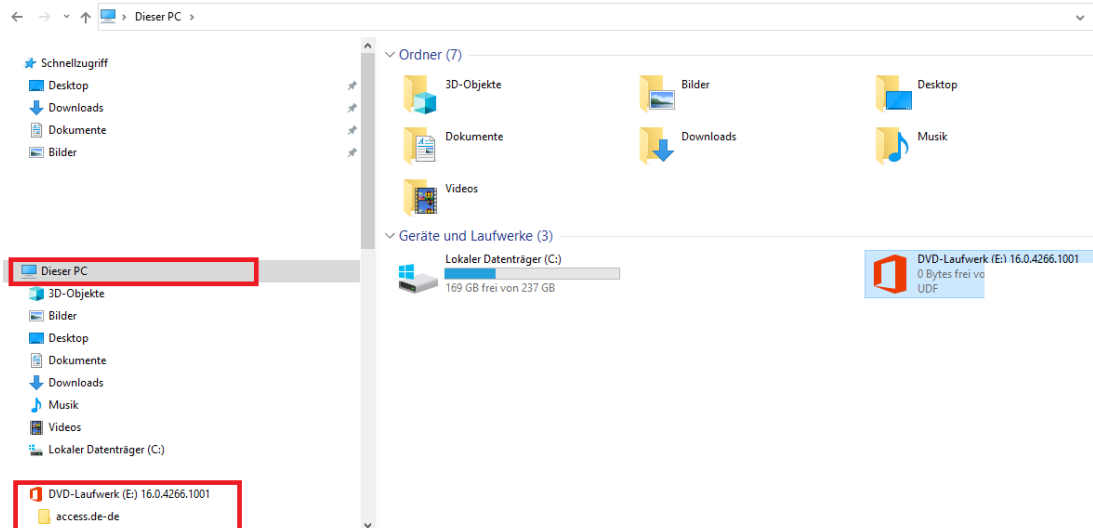 Dieser PC
Schnellzugriff
Desktop
Downloads
Dokumente
Bilder
Dieser PC
3D-Objekte
Bilder
Desktop
Dokumente
Downloads
Musik
Videos
Lokaler Datenträger (C:)
DVD-Laufwerk (E:) 16.0.4266.1001
access.de-de
Ordner (7)
3D-Objekte
Bilder
Desktop
Dokumente
Downloads
Musik
Videos
Geräte und Laufwerke (3)
Lokaler Datenträger (C:)
169 GB frei von 237 GB
DVD-Laufwerk (E:) 16.0.4266.1001
0 Bytes frei vo
UDF